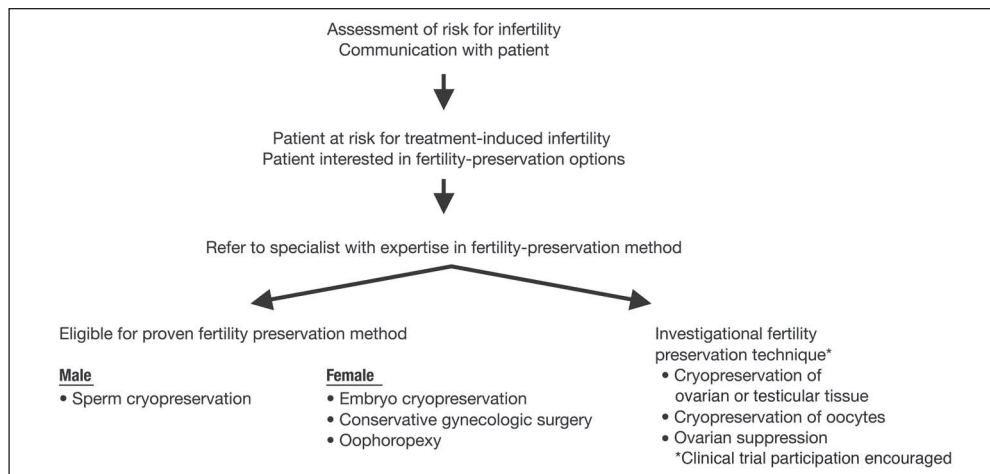 Assessment of risk for infertility
Communication with patient
Patient at risk for treatment-induced infertility
Patient interested in fertility-preservation options
Refer to specialist with expertise in fertility-preservation method
Eligible for proven fertility preservation method
Male
• Sperm cryopreservation
Female
• Embryo cryopreservation
• Conservative gynecologic surgery
• Oophoropexy
Investigational fertility
preservation technique*
• Cryopreservation of
ovarian or testicular tissue
• Cryopreservation of oocytes
• Ovarian suppression
*Clinical trial participation encouraged